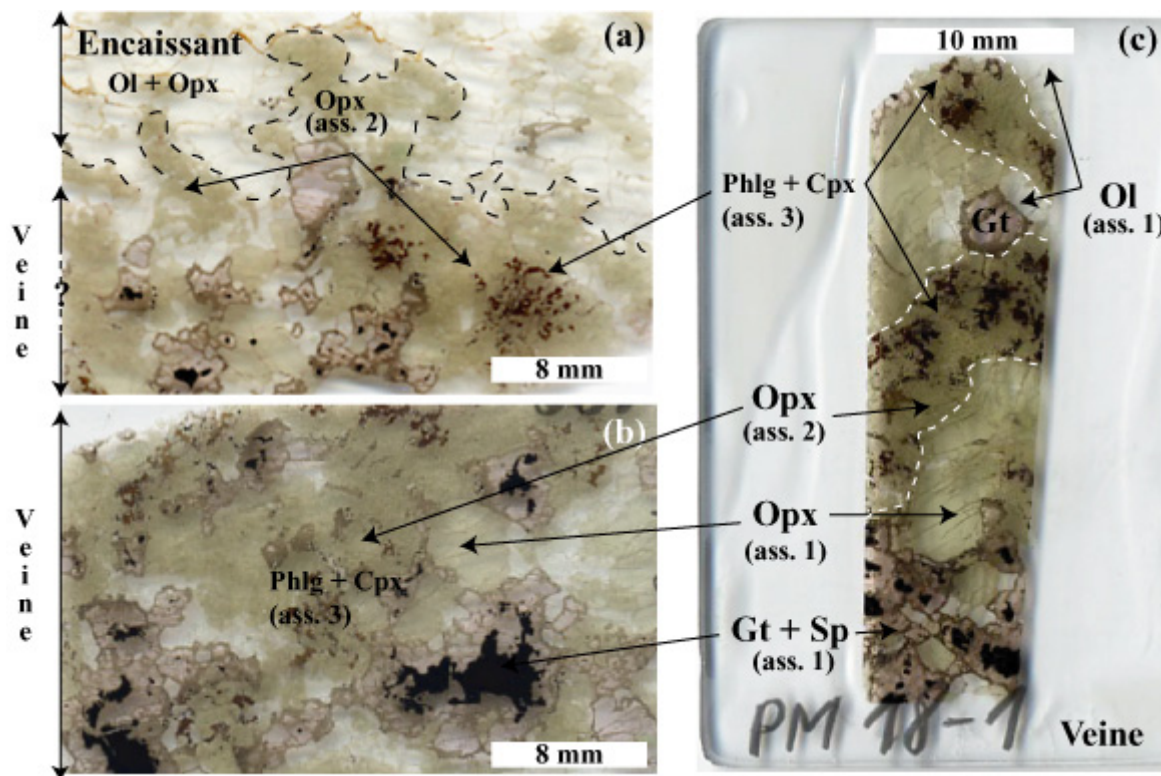 Encaissant
Ol + Opx
(a)
Opx
(ass. 2)
Veine
?
8 mm
(b)
Veine
Phlg + Cpx
(ass. 3)
8 mm
Phlg + Cpx
(ass. 3)
Opx
(ass. 2)
Opx
(ass. 1)
Gt + Sp
(ass. 1)
(c)
10 mm
Gt
Ol
(ass. 1)
PM 18-1
Veine